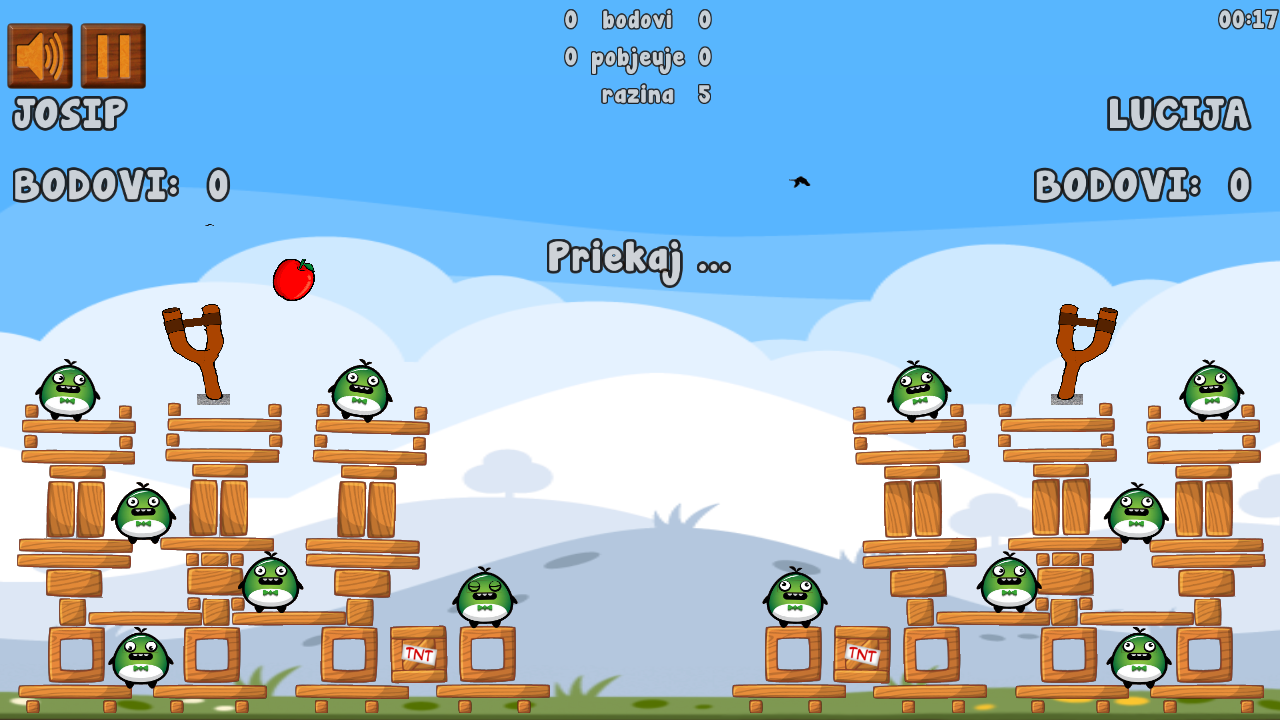 0 bodovi 0
00:17
0 pobjeuje 0
razina 5
JOSIP
LUCIJA
BODOVI: 0
BODOVI: 0
Priekaj ...
TNT
TNT